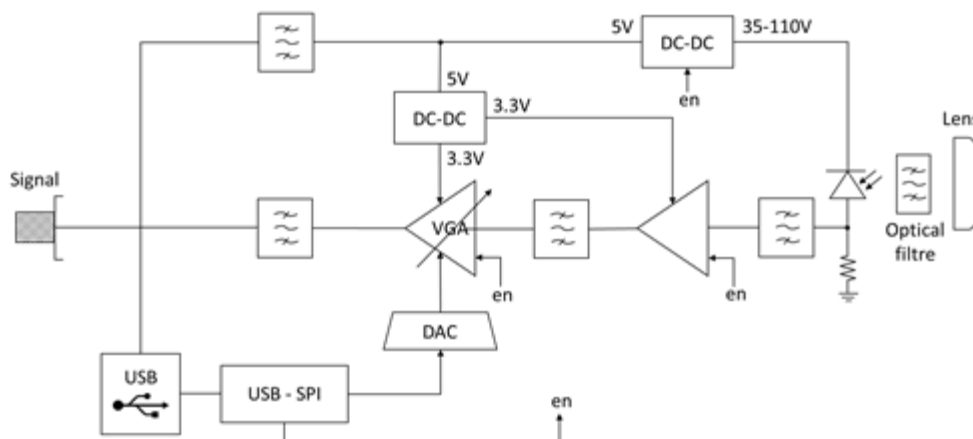 5V
35-110V
DC-DC
5V
en
DC-DC
3.3V
Lens
3.3V
Signal
VGA
Optical
filtre
en
en
DAC
USB
USB - SPI
en